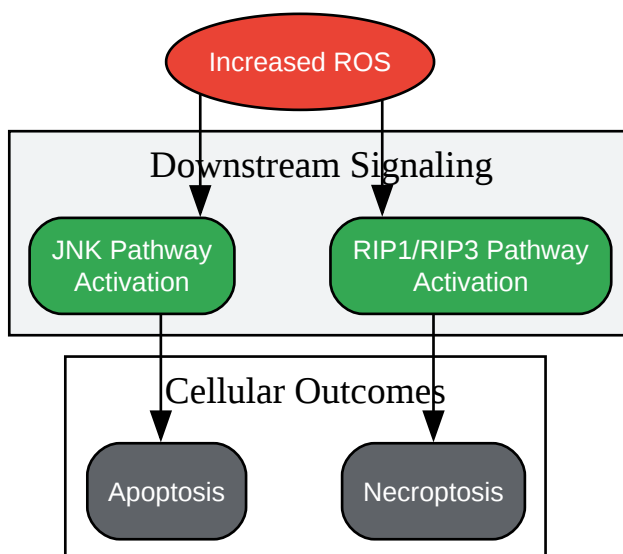 Increased ROS
Downstream Signaling
JNK Pathway
Activation
RIP1/RIP3 Pathway
Activation
Cellular Outcomes
Apoptosis
Necroptosis